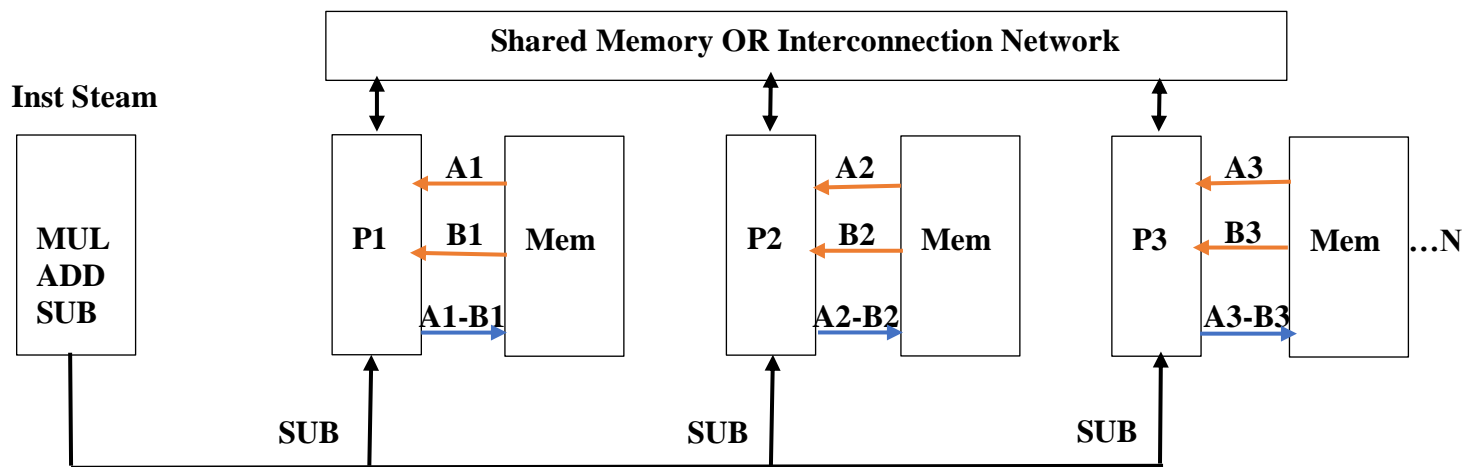 Shared Memory OR Interconnection Network
Inst Steam
MUL
ADD
SUB
P1
A1
B1
A1-B1
Mem
P2
A2
B2
A2-B2
Mem
P3
A3
B3
A3-B3
Mem
...N
SUB
SUB
SUB